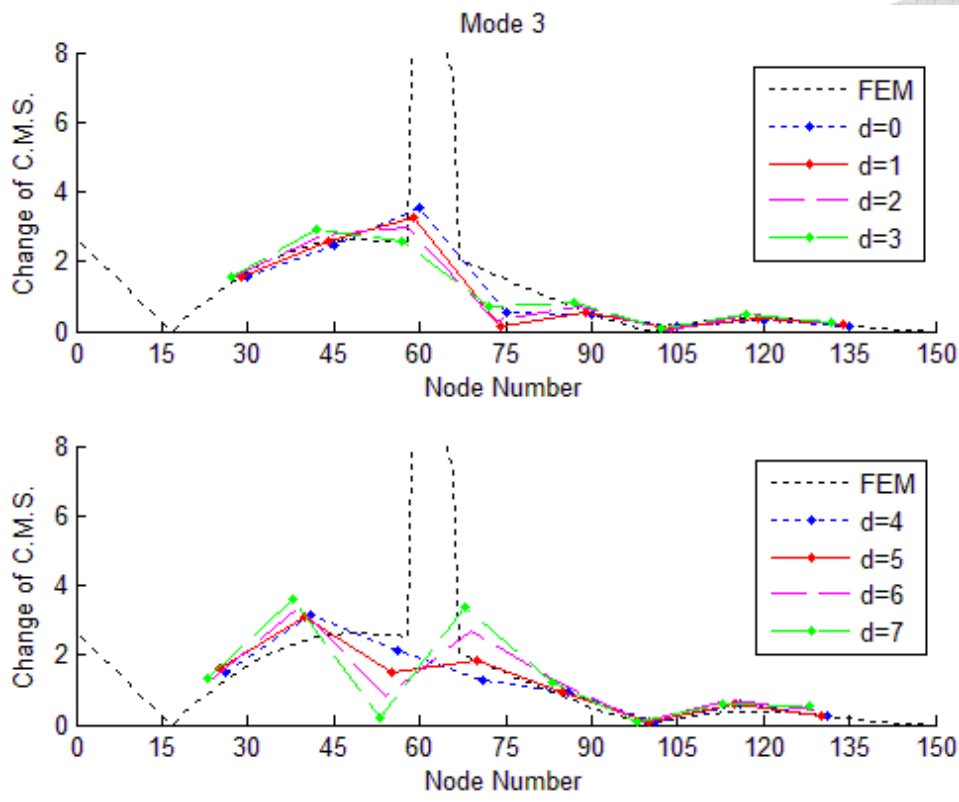 Mode 3
8
6
4
2
0
Change of C.M.S.
FEM
d=0
d=1
d=2
d=3
0 15 30 45 60 75 90 105 120 135 150
Node Number
8
6
4
2
0
Change of C.M.S.
FEM
d=4
d=5
d=6
d=7
0 15 30 45 60 75 90 105 120 135 150
Node Number